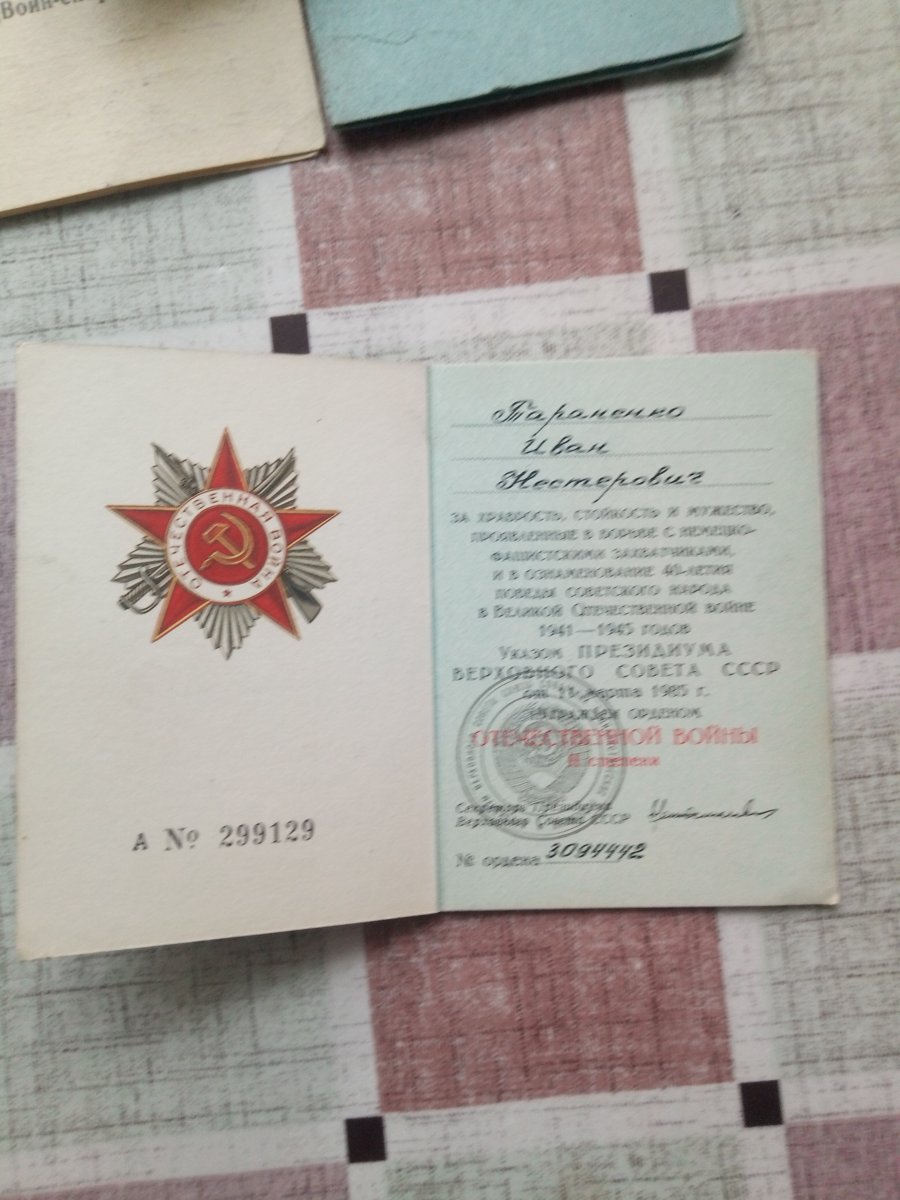 Воин-
ОТЕЧЕСТВЕННАЯ ВОЙНА
А № 299129
Тараненко
Иван
Нестерович
ЗА ХРАБРОСТЬ, СТОЙКОСТЬ И МУЖЕСТВО,
ПРОЯВЛЕННЫЕ В БОРЬБЕ С НЕМЕЦКО-
ФАШИСТСКИМИ ЗАХВАТЧИКАМИ,
И В ОЗНАМЕНОВАНИЕ 40-ЛЕТИЯ
ПОБЕДЫ СОВЕТСКОГО НАРОДА
В ВЕЛИКОЙ ОТЕЧЕСТВЕННОЙ ВОЙНЕ
1941—1945 ГОДОВ
УКАЗОМ ПРЕЗИДИУМА
ВЕРХОВНОГО СОВЕТА СССР
от 11 марта 1985 г.
НАГРАЖДЕН ОРДЕНОМ
ОТЕЧЕСТВЕННОЙ ВОЙНЫ
II степени
Секретарь Президиума
Верховного Совета СССР
№ ордена 3094442